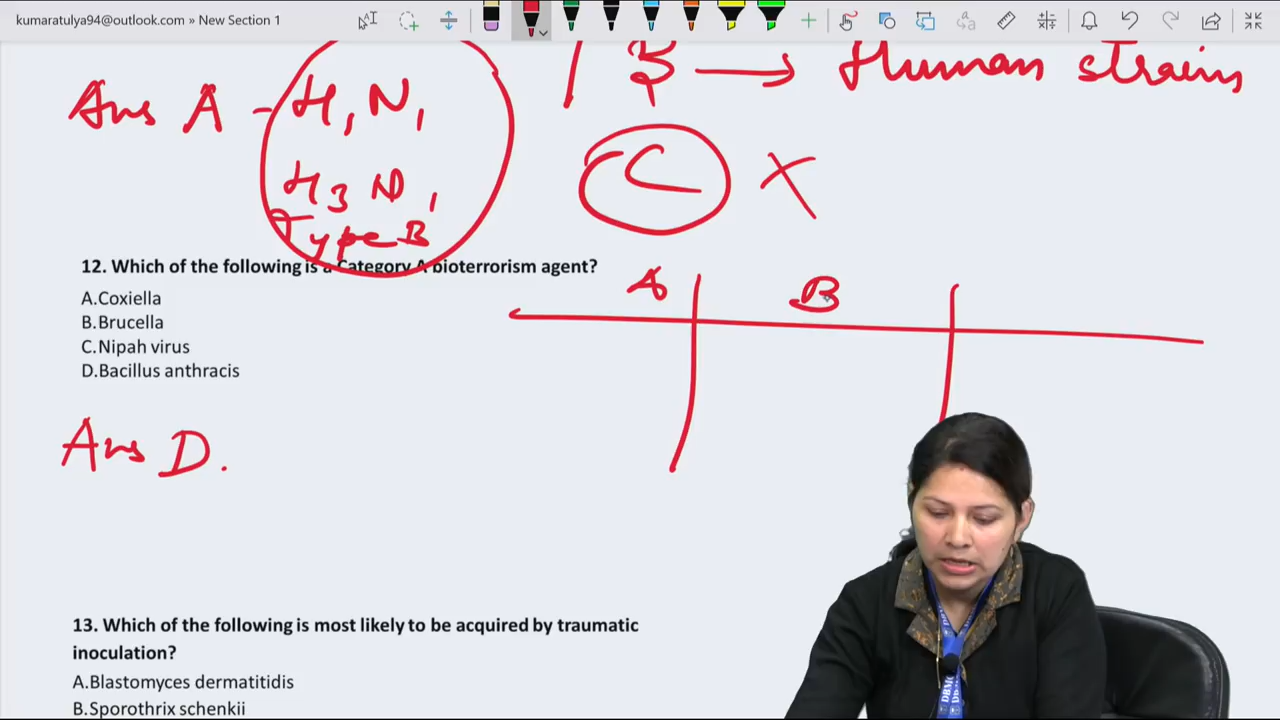 kumaratulya94@outlook.com » New Section 1
B → Human strains
Ans A - H1N1
H3N1
Type B
C X
12. Which of the following is a Category A bioterrorism agent?
A.Coxiella
B.Brucella
C.Nipah virus
D.Bacillus anthracis
A B
Ans D.
13. Which of the following is most likely to be acquired by traumatic
inoculation?
A.Blastomyces dermatitidis
B.Sporothrix schenkii